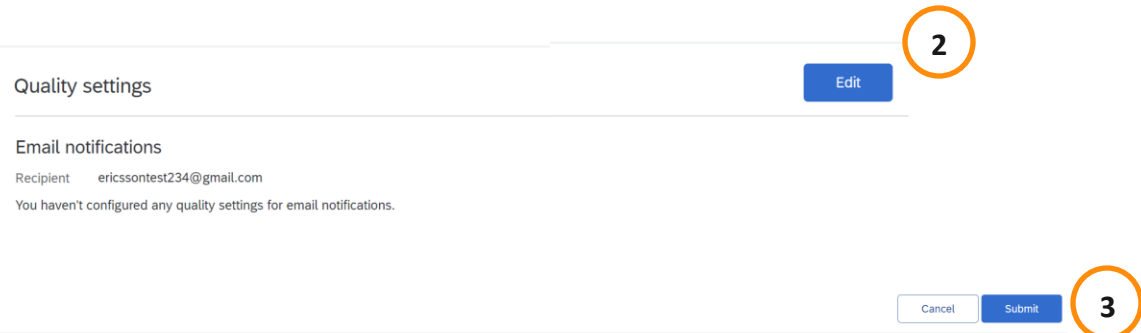 2
Quality settings
Edit
Email notifications
Recipient ericssontest234@gmail.com
You haven't configured any quality settings for email notifications.
Cancel Submit
3